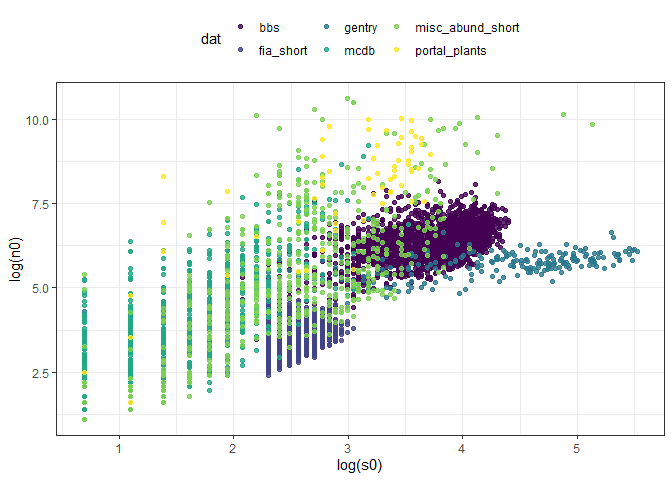 dat
bbs gentry misc_abund_short
fia_short mcdb portal_plants
log(n0)
10.0
7.5
5.0
2.5
1 2 3 4 5
log(s0)